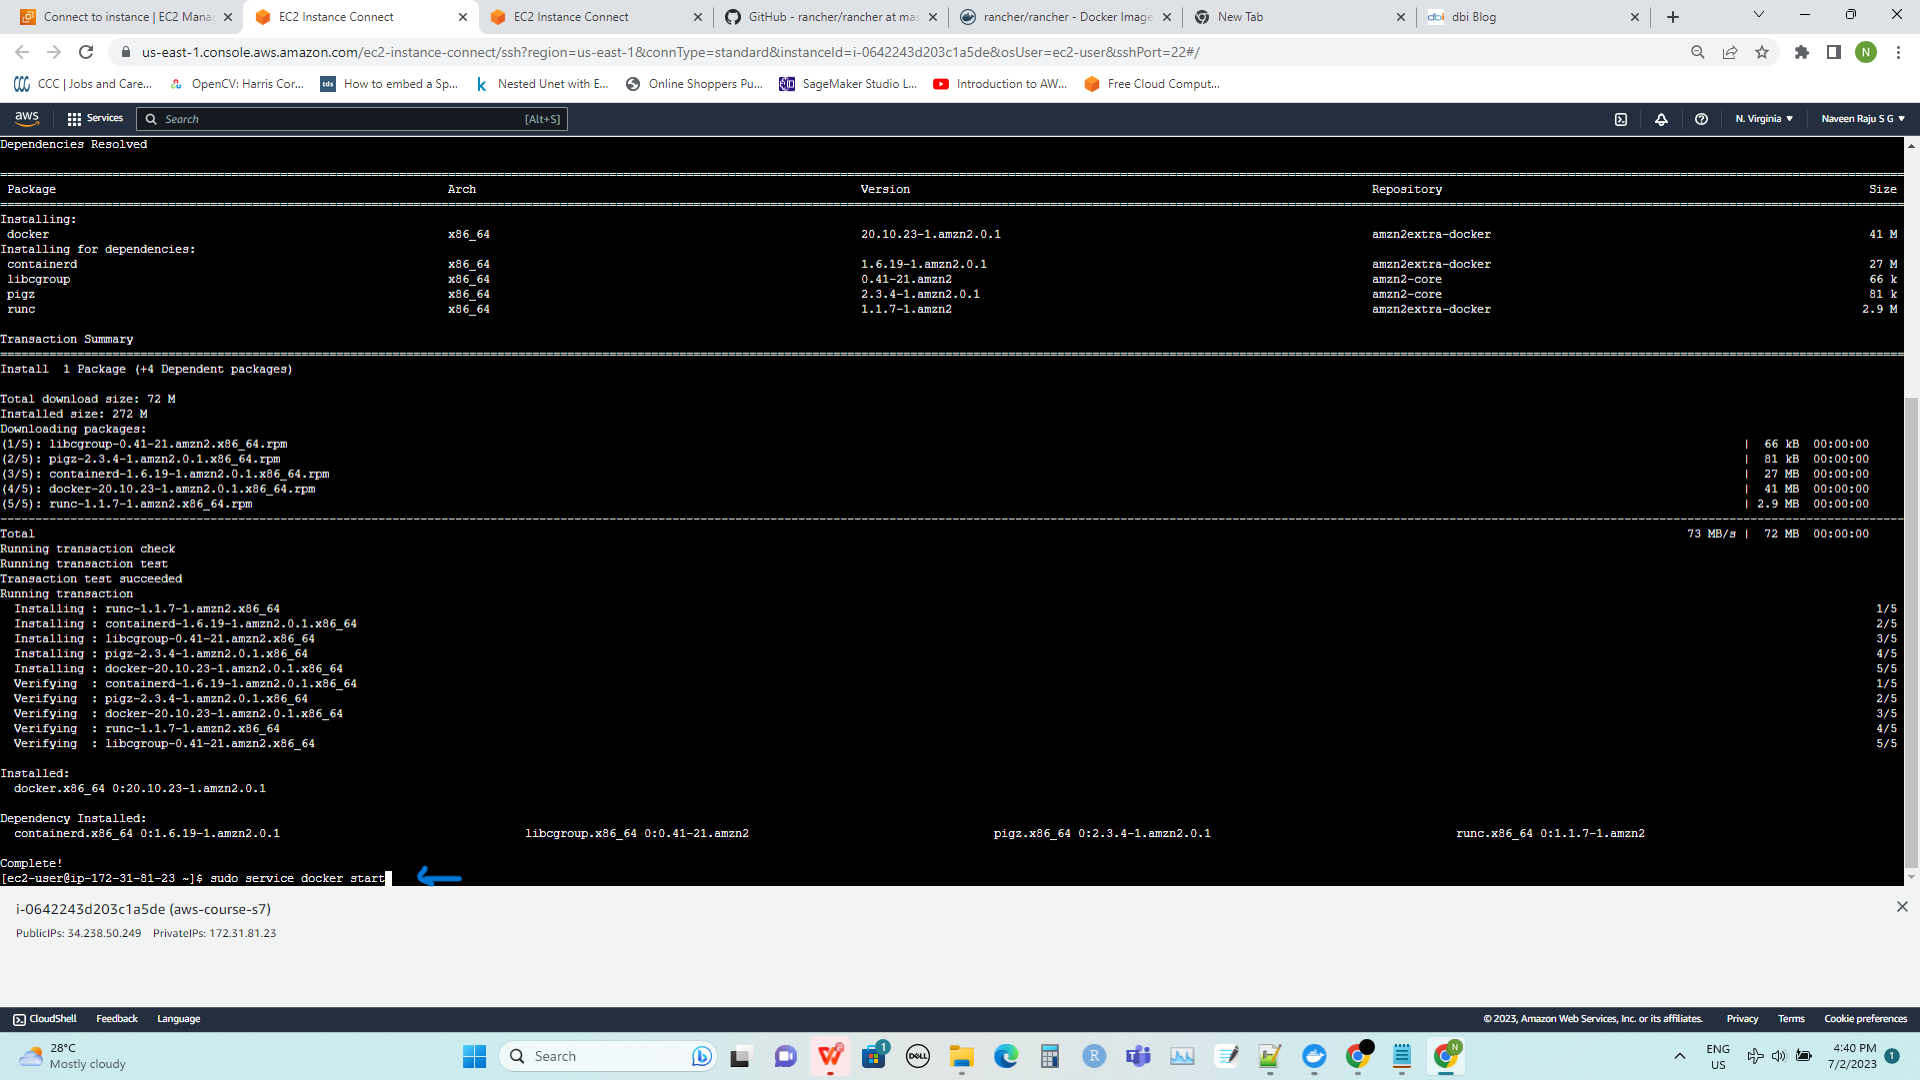 Connect to instance | EC2 Mana
EC2 Instance Connect
EC2 Instance Connect
GitHub - rancher/rancher at mas
rancher/rancher - Docker Image
New Tab
dbi Blog
us-east-1.console.aws.amazon.com/ec2-instance-connect/ssh?region=us-east-1&connType=standard&instanceId=i-0642243d203c1a5de&osUser=ec2-user&sshPort=22#/
N
CCC | Jobs and Care...
OpenCV: Harris Cor...
tds How to embed a Sp...
k Nested Unet with E...
Online Shoppers Pu...
SageMaker Studio L...
Introduction to AW...
Free Cloud Comput...
aws Services Search [Alt+S] N. Virginia Naveen Raju S G
Dependencies Resolved
Package Arch Version Repository Size
Installing:
docker x86_64 20.10.23-1.amzn2.0.1 amzn2extra-docker 41 M
Installing for dependencies:
containerd x86_64 1.6.19-1.amzn2.0.1 amzn2extra-docker 27 M
libcgroup x86_64 0.41-21.amzn2 amzn2-core 66 k
pigz x86_64 2.3.4-1.amzn2.0.1 amzn2-core 81 k
runc x86_64 1.1.7-1.amzn2 amzn2extra-docker 2.9 M
Transaction Summary
Install 1 Package (+4 Dependent packages)
Total download size: 72 M
Installed size: 272 M
Downloading packages:
(1/5): libcgroup-0.41-21.amzn2.x86_64.rpm | 66 kB 00:00:00
(2/5): pigz-2.3.4-1.amzn2.0.1.x86_64.rpm | 81 kB 00:00:00
(3/5): containerd-1.6.19-1.amzn2.0.1.x86_64.rpm | 27 MB 00:00:00
(4/5): docker-20.10.23-1.amzn2.0.1.x86_64.rpm | 41 MB 00:00:00
(5/5): runc-1.1.7-1.amzn2.x86_64.rpm | 2.9 MB 00:00:00
Total 73 MB/s | 72 MB 00:00:00
Running transaction check
Running transaction test
Transaction test succeeded
Running transaction
Installing : runc-1.1.7-1.amzn2.x86_64 1/5
Installing : containerd-1.6.19-1.amzn2.0.1.x86_64 2/5
Installing : libcgroup-0.41-21.amzn2.x86_64 3/5
Installing : pigz-2.3.4-1.amzn2.0.1.x86_64 4/5
Installing : docker-20.10.23-1.amzn2.0.1.x86_64 5/5
Verifying : containerd-1.6.19-1.amzn2.0.1.x86_64 1/5
Verifying : pigz-2.3.4-1.amzn2.0.1.x86_64 2/5
Verifying : docker-20.10.23-1.amzn2.0.1.x86_64 3/5
Verifying : runc-1.1.7-1.amzn2.x86_64 4/5
Verifying : libcgroup-0.41-21.amzn2.x86_64 5/5
Installed:
docker.x86_64 0:20.10.23-1.amzn2.0.1
Dependency Installed:
containerd.x86_64 0:1.6.19-1.amzn2.0.1 libcgroup.x86_64 0:0.41-21.amzn2 pigz.x86_64 0:2.3.4-1.amzn2.0.1 runc.x86_64 0:1.1.7-1.amzn2
Complete!
[ec2-user@ip-172-31-81-23 ~]$ sudo service docker start
i-0642243d203c1a5de (aws-course-s7)
PublicIPs: 34.238.50.249 PrivateIPs: 172.31.81.23
CloudShell Feedback Language © 2023, Amazon Web Services, Inc. or its affiliates. Privacy Terms Cookie preferences
28°C
Mostly cloudy
Search
1
DELL
R
N
ENG
US
4:40 PM
7/2/2023
1